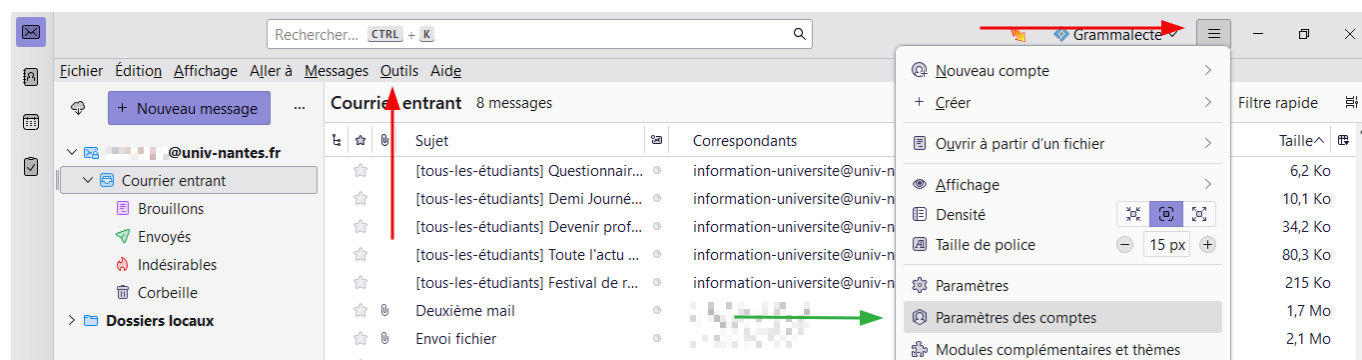 Rechercher... CTRL + K
Grammalecte
Fichier Édition Affichage Aller à Messages Outils Aide
+ Nouveau message
@univ-nantes.fr
Courrier entrant
Brouillons
Envoyés
Indésirables
Corbeille
Dossiers locaux
Courrier entrant 8 messages
Filtre rapide
Sujet Correspondants Taille
[tous-les-étudiants] Questionnair... information-universite@univ-n 6,2 Ko
[tous-les-étudiants] Demi Journé... information-universite@univ-n 10,1 Ko
[tous-les-étudiants] Devenir prof... information-universite@univ-n 34,2 Ko
[tous-les-étudiants] Toute l'actu ... information-universite@univ-n 80,3 Ko
[tous-les-étudiants] Festival de r... information-universite@univ-n 215 Ko
Deuxième mail 1,7 Mo
Envoi fichier 2,1 Mo
Nouveau compte
Créer
Ouvrir à partir d'un fichier
Affichage
Densité
Taille de police 15 px
Paramètres
Paramètres des comptes
Modules complémentaires et thèmes